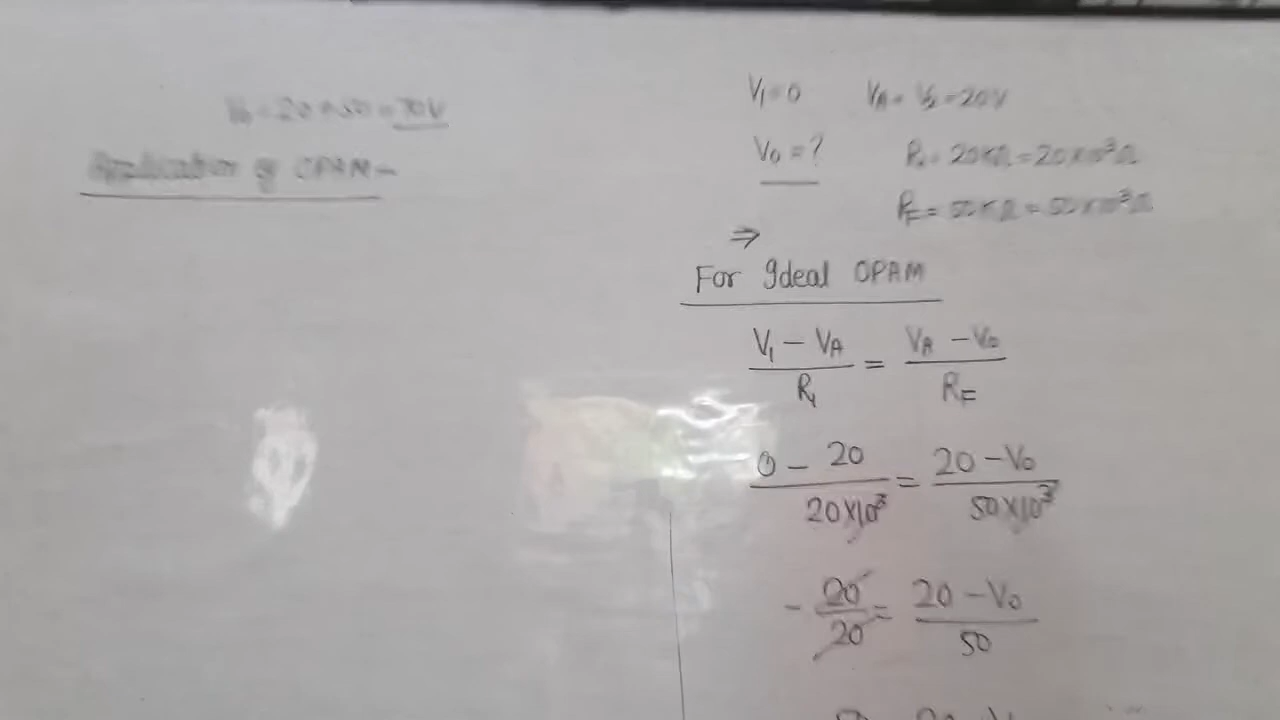 V₀ = 20 + 50 = 70V
Application of OPAM -
V₁ = 0 V_A = V₂ = 20V
V₀ = ?
R₁ = 20KΩ = 20×10³Ω
R_F = 50KΩ = 50×10³Ω
⇒
For Ideal OPAM
(V₁ - V_A)/R₁ = (V_A - V₀)/R_F
(0 - 20)/(20×10³) = (20 - V₀)/(50×10³)
- 20/20 = (20 - V₀)/50